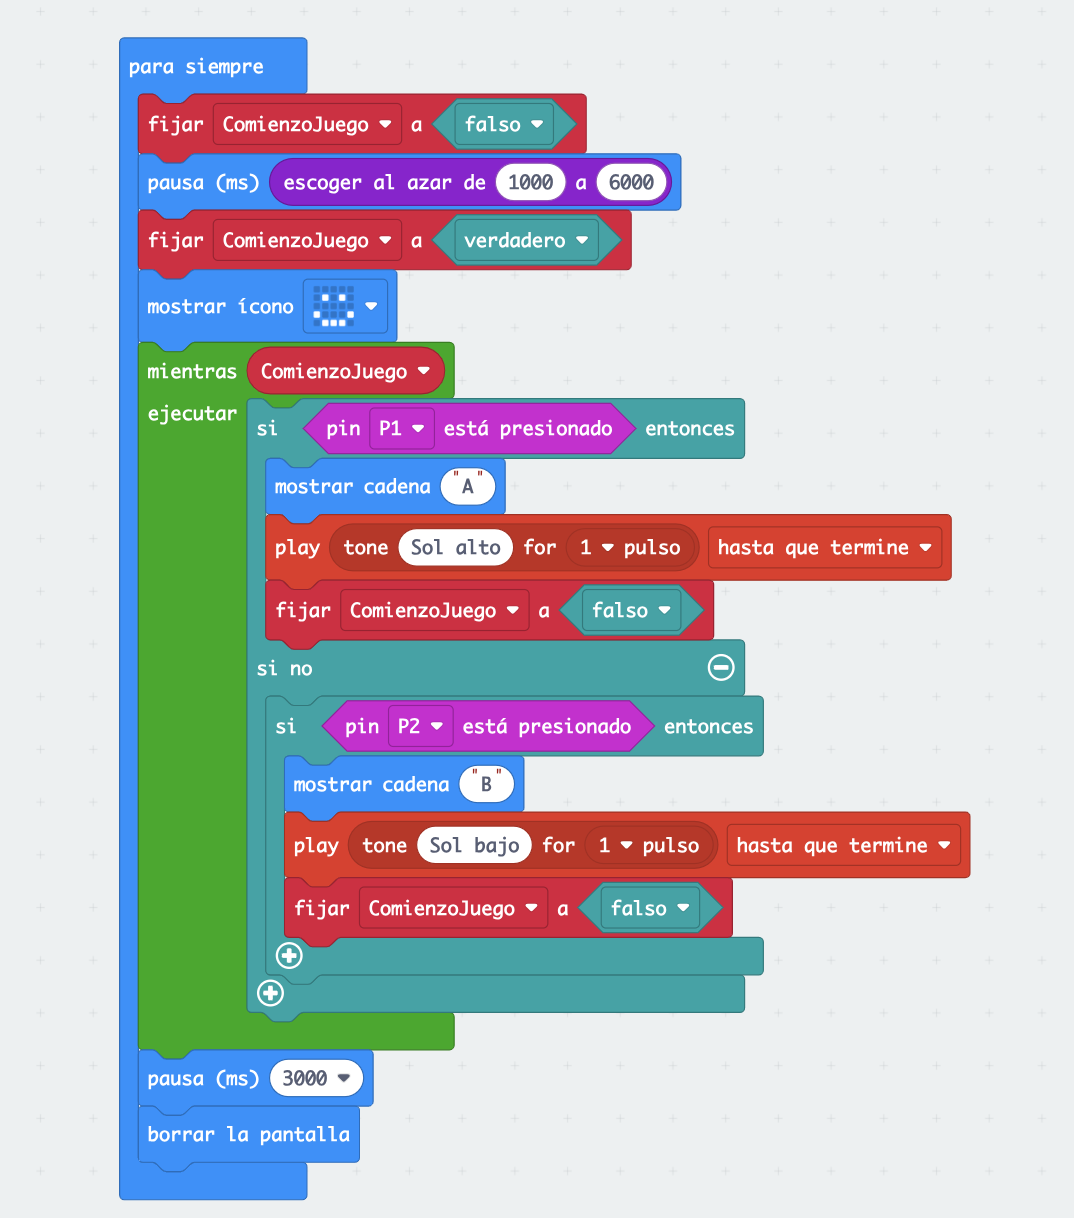 para siempre
fijar ComienzoJuego a falso
pausa (ms) escoger al azar de 1000 a 6000
fijar ComienzoJuego a verdadero
mostrar ícono
mientras ComienzoJuego
ejecutar si pin P1 está presionado entonces
mostrar cadena "A"
play tone Sol alto for 1 pulso hasta que termine
fijar ComienzoJuego a falso
si no
si pin P2 está presionado entonces
mostrar cadena "B"
play tone Sol bajo for 1 pulso hasta que termine
fijar ComienzoJuego a falso
pausa (ms) 3000
borrar la pantalla